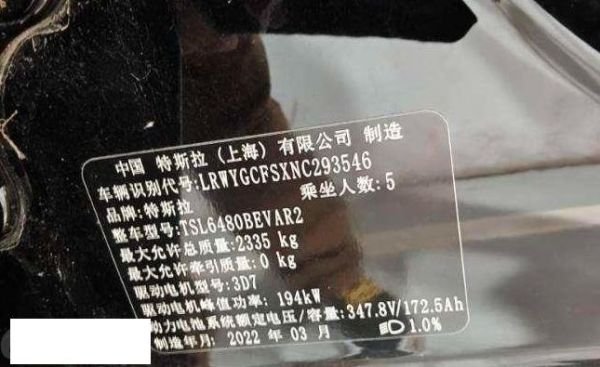 中国 特斯拉（上海）有限公司 制造
车辆识别代号:LRWYGCFSXNC293546
品牌:特斯拉 乘坐人数:5
整车型号:TSL6480BEVAR2
最大允许总质量:2335 kg
最大允许牵引质量:0 kg
驱动电机型号:3D7
驱动电机峰值功率: 194kW
动力电池系统额定电压/容量:347.8V/172.5Ah
制造年月: 2022 年 03 月 1.0%